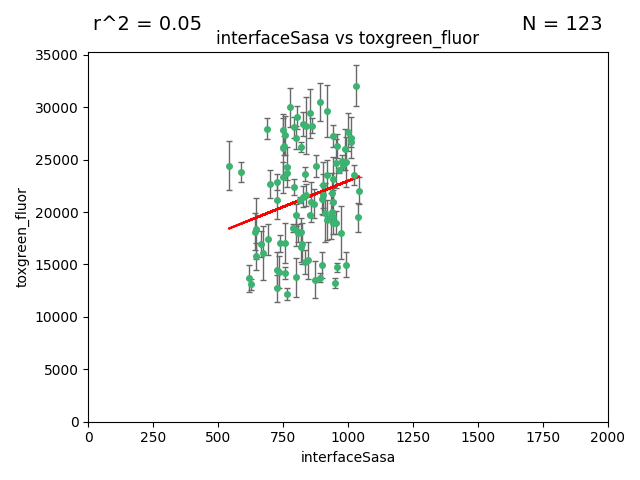 r^2 = 0.05
N = 123
interfaceSasa vs toxgreen_fluor
35000
30000
25000
20000
15000
10000
5000
0
toxgreen_fluor
0 250 500 750 1000 1250 1500 1750 2000
interfaceSasa